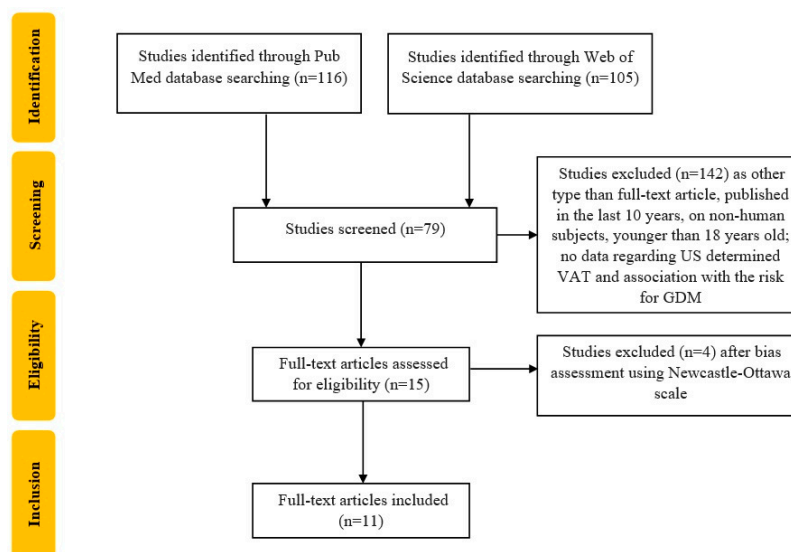 Identification
Studies identified through Pub
Med database searching (n=116)
Studies identified through Web of
Science database searching (n=105)
Screening
Studies screened (n=79)
Studies excluded (n=142) as other
type than full-text article, published
in the last 10 years, on non-human
subjects, younger than 18 years old;
no data regarding US determined
VAT and association with the risk
for GDM
Eligibility
Full-text articles assessed
for eligibility (n=15)
Studies excluded (n=4) after bias
assessment using Newcastle-Ottawa
scale
Inclusion
Full-text articles included
(n=11)